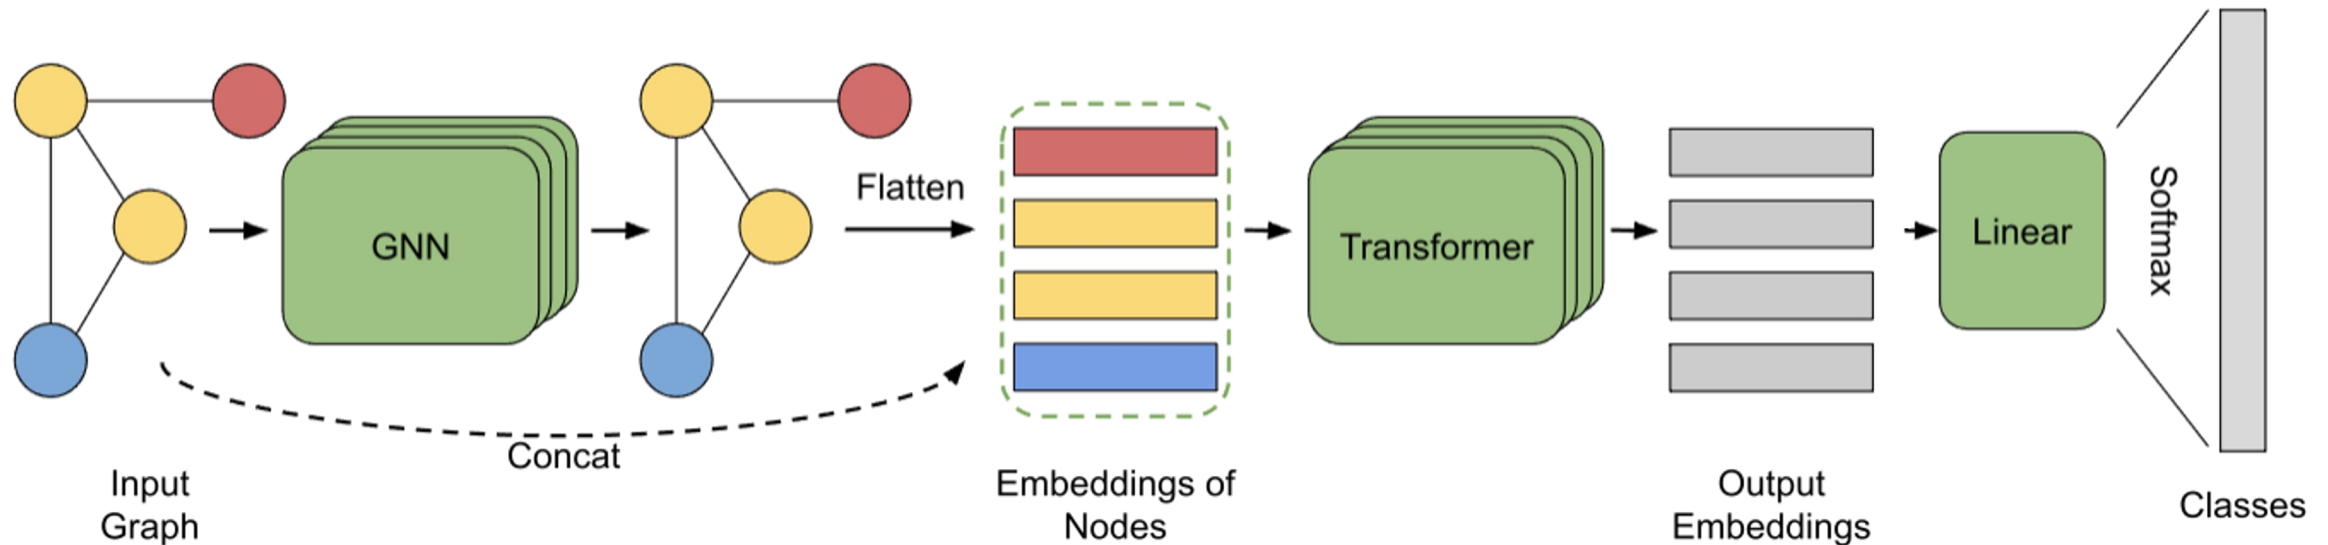 GNN
Flatten
Transformer
Linear
Softmax
Concat
Input
Graph
Embeddings of
Nodes
Output
Embeddings
Classes